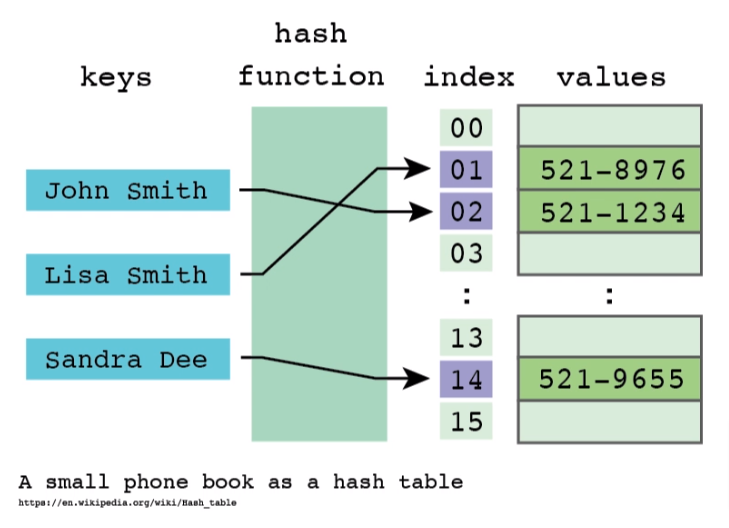 hash
keys function index values
00
01 521-8976
John Smith 02 521-1234
03
Lisa Smith
: :
13
Sandra Dee 14 521-9655
15
A small phone book as a hash table
https://en.wikipedia.org/wiki/Hash_table